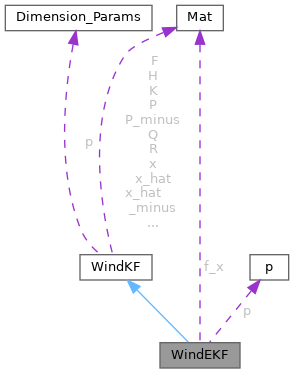 Dimension_Params
Mat
F
H
K
P
P_minus
Q
R
x
x_hat
x_hat
_minus
...
p
WindKF
f_x
p
p
WindEKF